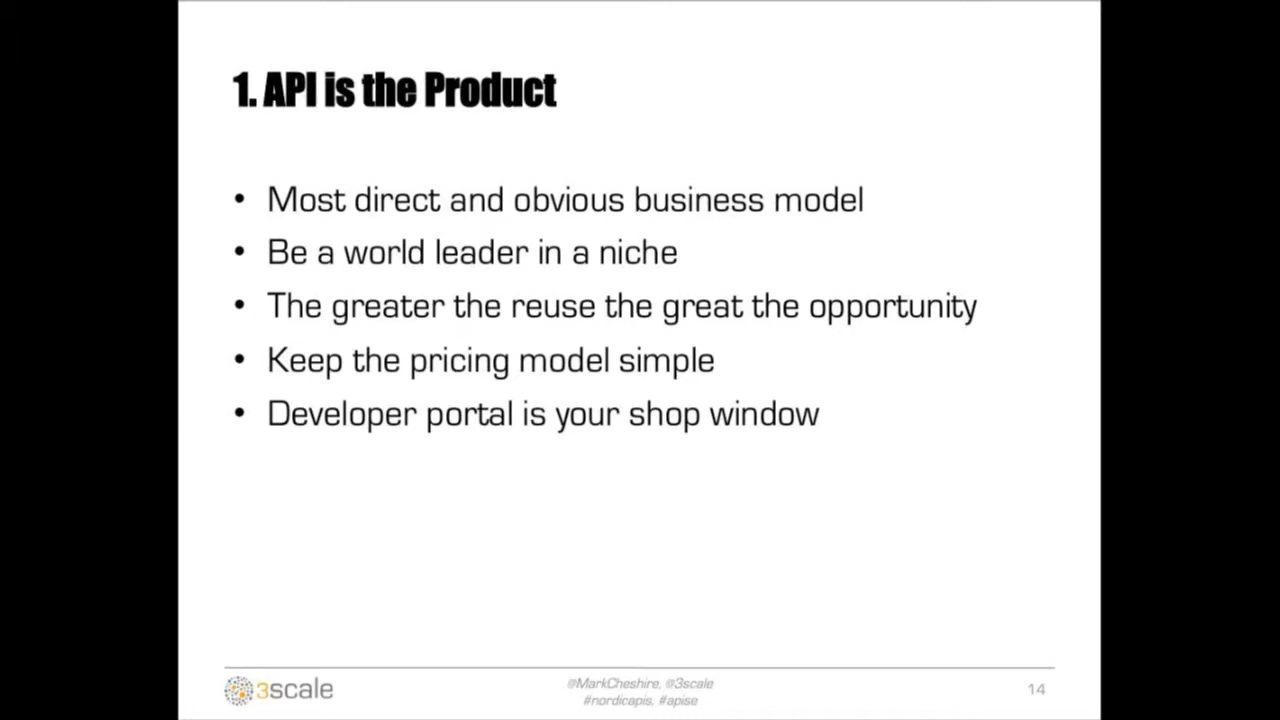 1. API is the Product
• Most direct and obvious business model
• Be a world leader in a niche
• The greater the reuse the great the opportunity
• Keep the pricing model simple
• Developer portal is your shop window
3scale
@MarkCheshire, @3scale
#nordicapis, #apise
14